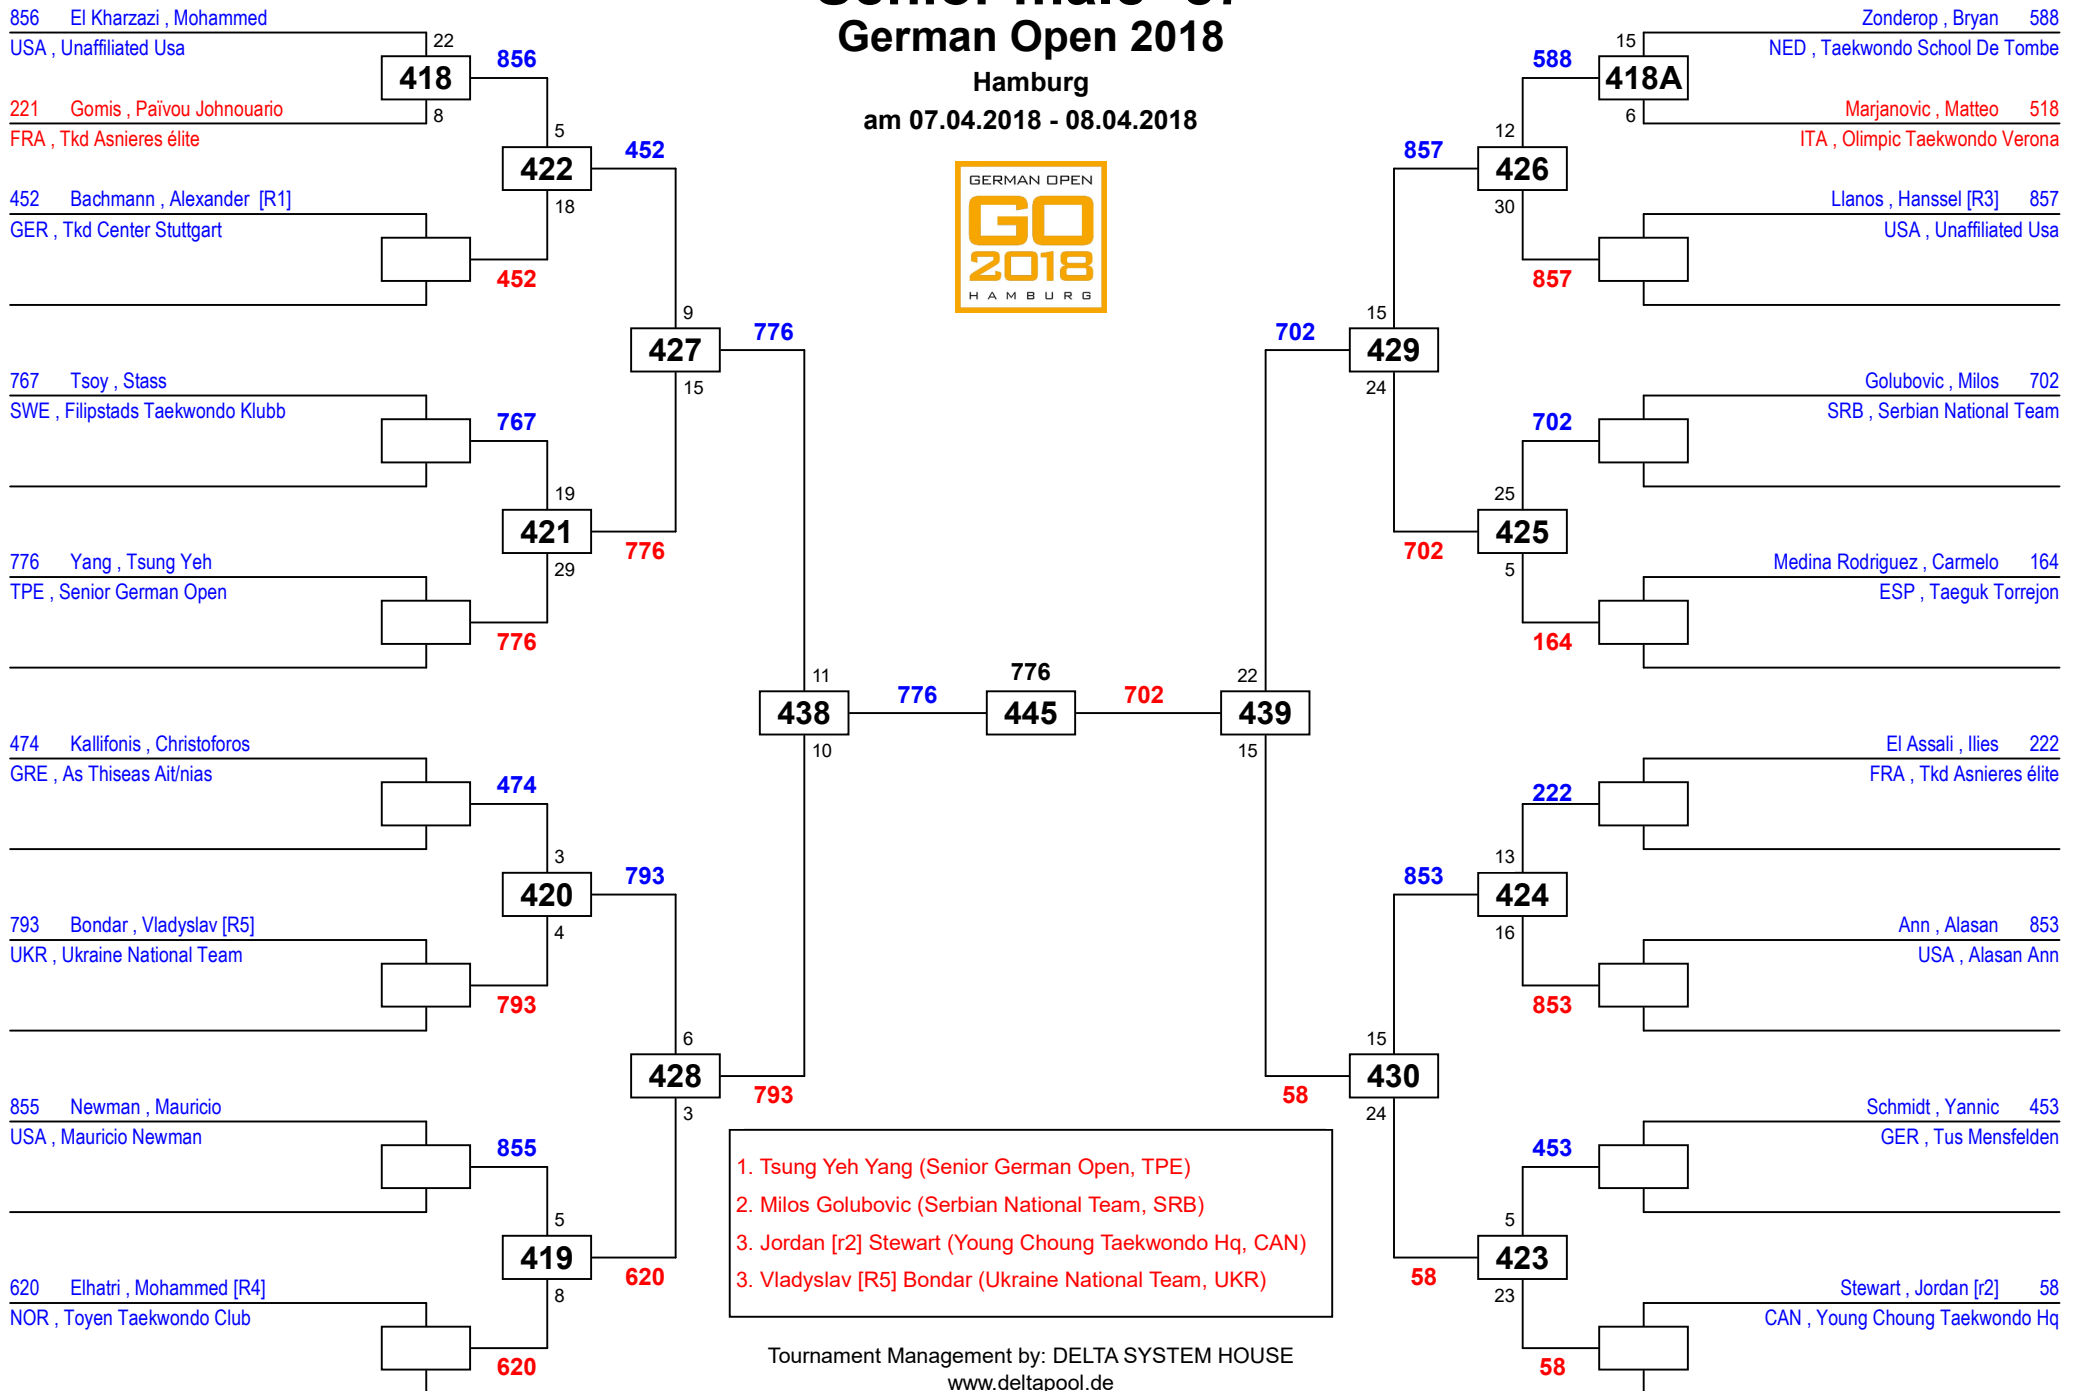 German Open 2018
Hamburg
am 07.04.2018 - 08.04.2018
GERMAN OPEN
GO
2018
HAMBURG
856 El Kharzazi , Mohammed
USA , Unaffiliated Usa
22
418
856
221 Gomis , Païvou Johnouario
8
FRA , Tkd Asnieres élite
5
422
452
452 Bachmann , Alexander [R1]
18
GER , Tkd Center Stuttgart
452
9
427
776
15
767 Tsoy , Stass
SWE , Filipstads Taekwondo Klubb
767
19
421
776
29
776 Yang , Tsung Yeh
TPE , Senior German Open
776
11
438
776
10
474 Kallifonis , Christoforos
GRE , As Thiseas Ait/nias
474
3
420
793
4
793 Bondar , Vladyslav [R5]
UKR , Ukraine National Team
793
6
428
793
3
855 Newman , Mauricio
USA , Mauricio Newman
855
5
419
620
8
620 Elhatri , Mohammed [R4]
NOR , Toyen Taekwondo Club
620
776
445
702
Zonderop , Bryan 588
NED , Taekwondo School De Tombe
15
418A
588
Marjanovic , Matteo 518
6
ITA , Olimpic Taekwondo Verona
12
426
857
30
Llanos , Hanssel [R3] 857
USA , Unaffiliated Usa
857
15
429
702
24
Golubovic , Milos 702
SRB , Serbian National Team
702
25
425
702
5
Medina Rodriguez , Carmelo 164
ESP , Taeguk Torrejon
164
22
439
15
El Assali , Ilies 222
FRA , Tkd Asnieres élite
222
13
424
853
16
Ann , Alasan 853
USA , Alasan Ann
853
15
430
58
24
Schmidt , Yannic 453
GER , Tus Mensfelden
453
5
423
58
23
Stewart , Jordan [r2] 58
CAN , Young Choung Taekwondo Hq
58
1. Tsung Yeh Yang (Senior German Open, TPE)
2. Milos Golubovic (Serbian National Team, SRB)
3. Jordan [r2] Stewart (Young Choung Taekwondo Hq, CAN)
3. Vladyslav [R5] Bondar (Ukraine National Team, UKR)
Tournament Management by: DELTA SYSTEM HOUSE
www.deltapool.de